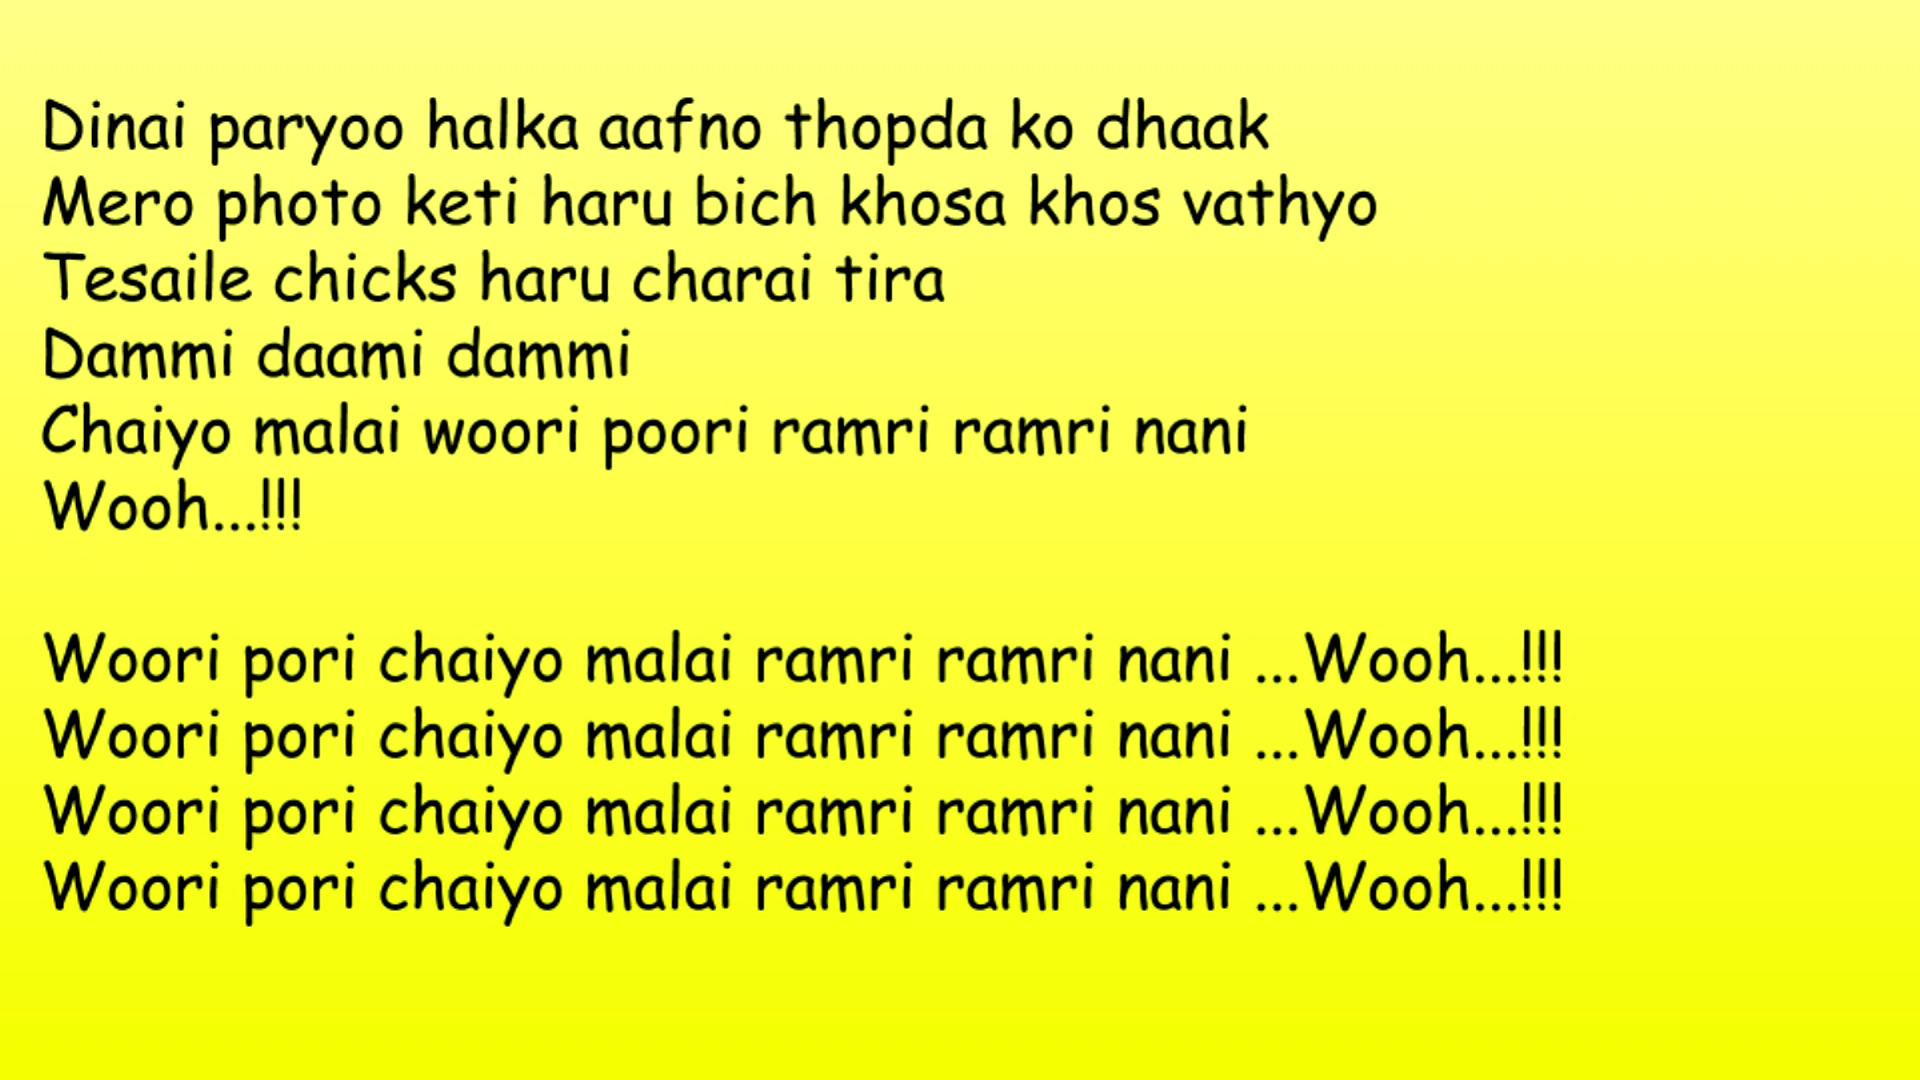 Dinai paryoo halka aafno thopda ko dhaak
Mero photo keti haru bich khosa khos vathyo
Tesaile chicks haru charai tira
Dammi daami dammi
Chaiyo malai woori poori ramri ramri nani
Wooh...!!!
Woori pori chaiyo malai ramri ramri nani ...Wooh...!!!
Woori pori chaiyo malai ramri ramri nani ...Wooh...!!!
Woori pori chaiyo malai ramri ramri nani ...Wooh...!!!
Woori pori chaiyo malai ramri ramri nani ...Wooh...!!!